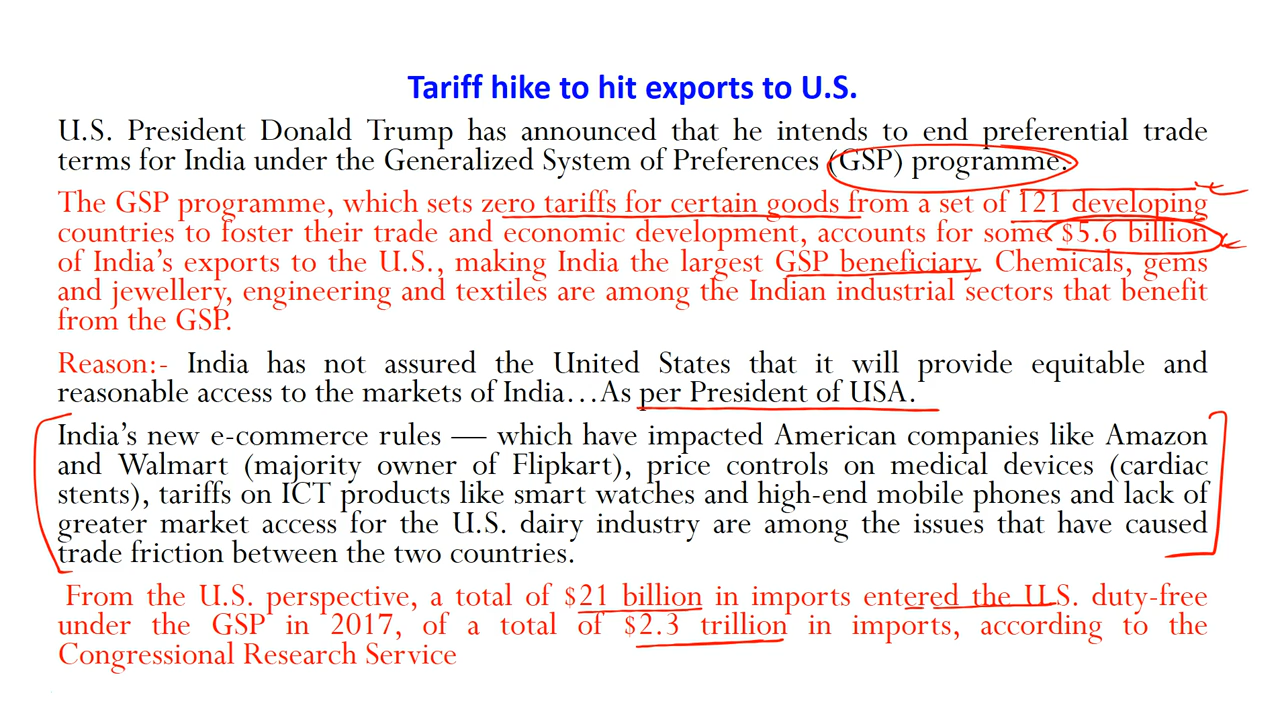 Tariff hike to hit exports to U.S.
U.S. President Donald Trump has announced that he intends to end preferential trade
terms for India under the Generalized System of Preferences (GSP) programme.
The GSP programme, which sets zero tariffs for certain goods from a set of 121 developing
countries to foster their trade and economic development, accounts for some $5.6 billion
of India's exports to the U.S., making India the largest GSP beneficiary. Chemicals, gems
and jewellery, engineering and textiles are among the Indian industrial sectors that benefit
from the GSP.
Reason:- India has not assured the United States that it will provide equitable and
reasonable access to the markets of India…As per President of USA.
India's new e-commerce rules — which have impacted American companies like Amazon
and Walmart (majority owner of Flipkart), price controls on medical devices (cardiac
stents), tariffs on ICT products like smart watches and high-end mobile phones and lack of
greater market access for the U.S. dairy industry are among the issues that have caused
trade friction between the two countries.
From the U.S. perspective, a total of $21 billion in imports entered the U.S. duty-free
under the GSP in 2017, of a total of $2.3 trillion in imports, according to the
Congressional Research Service